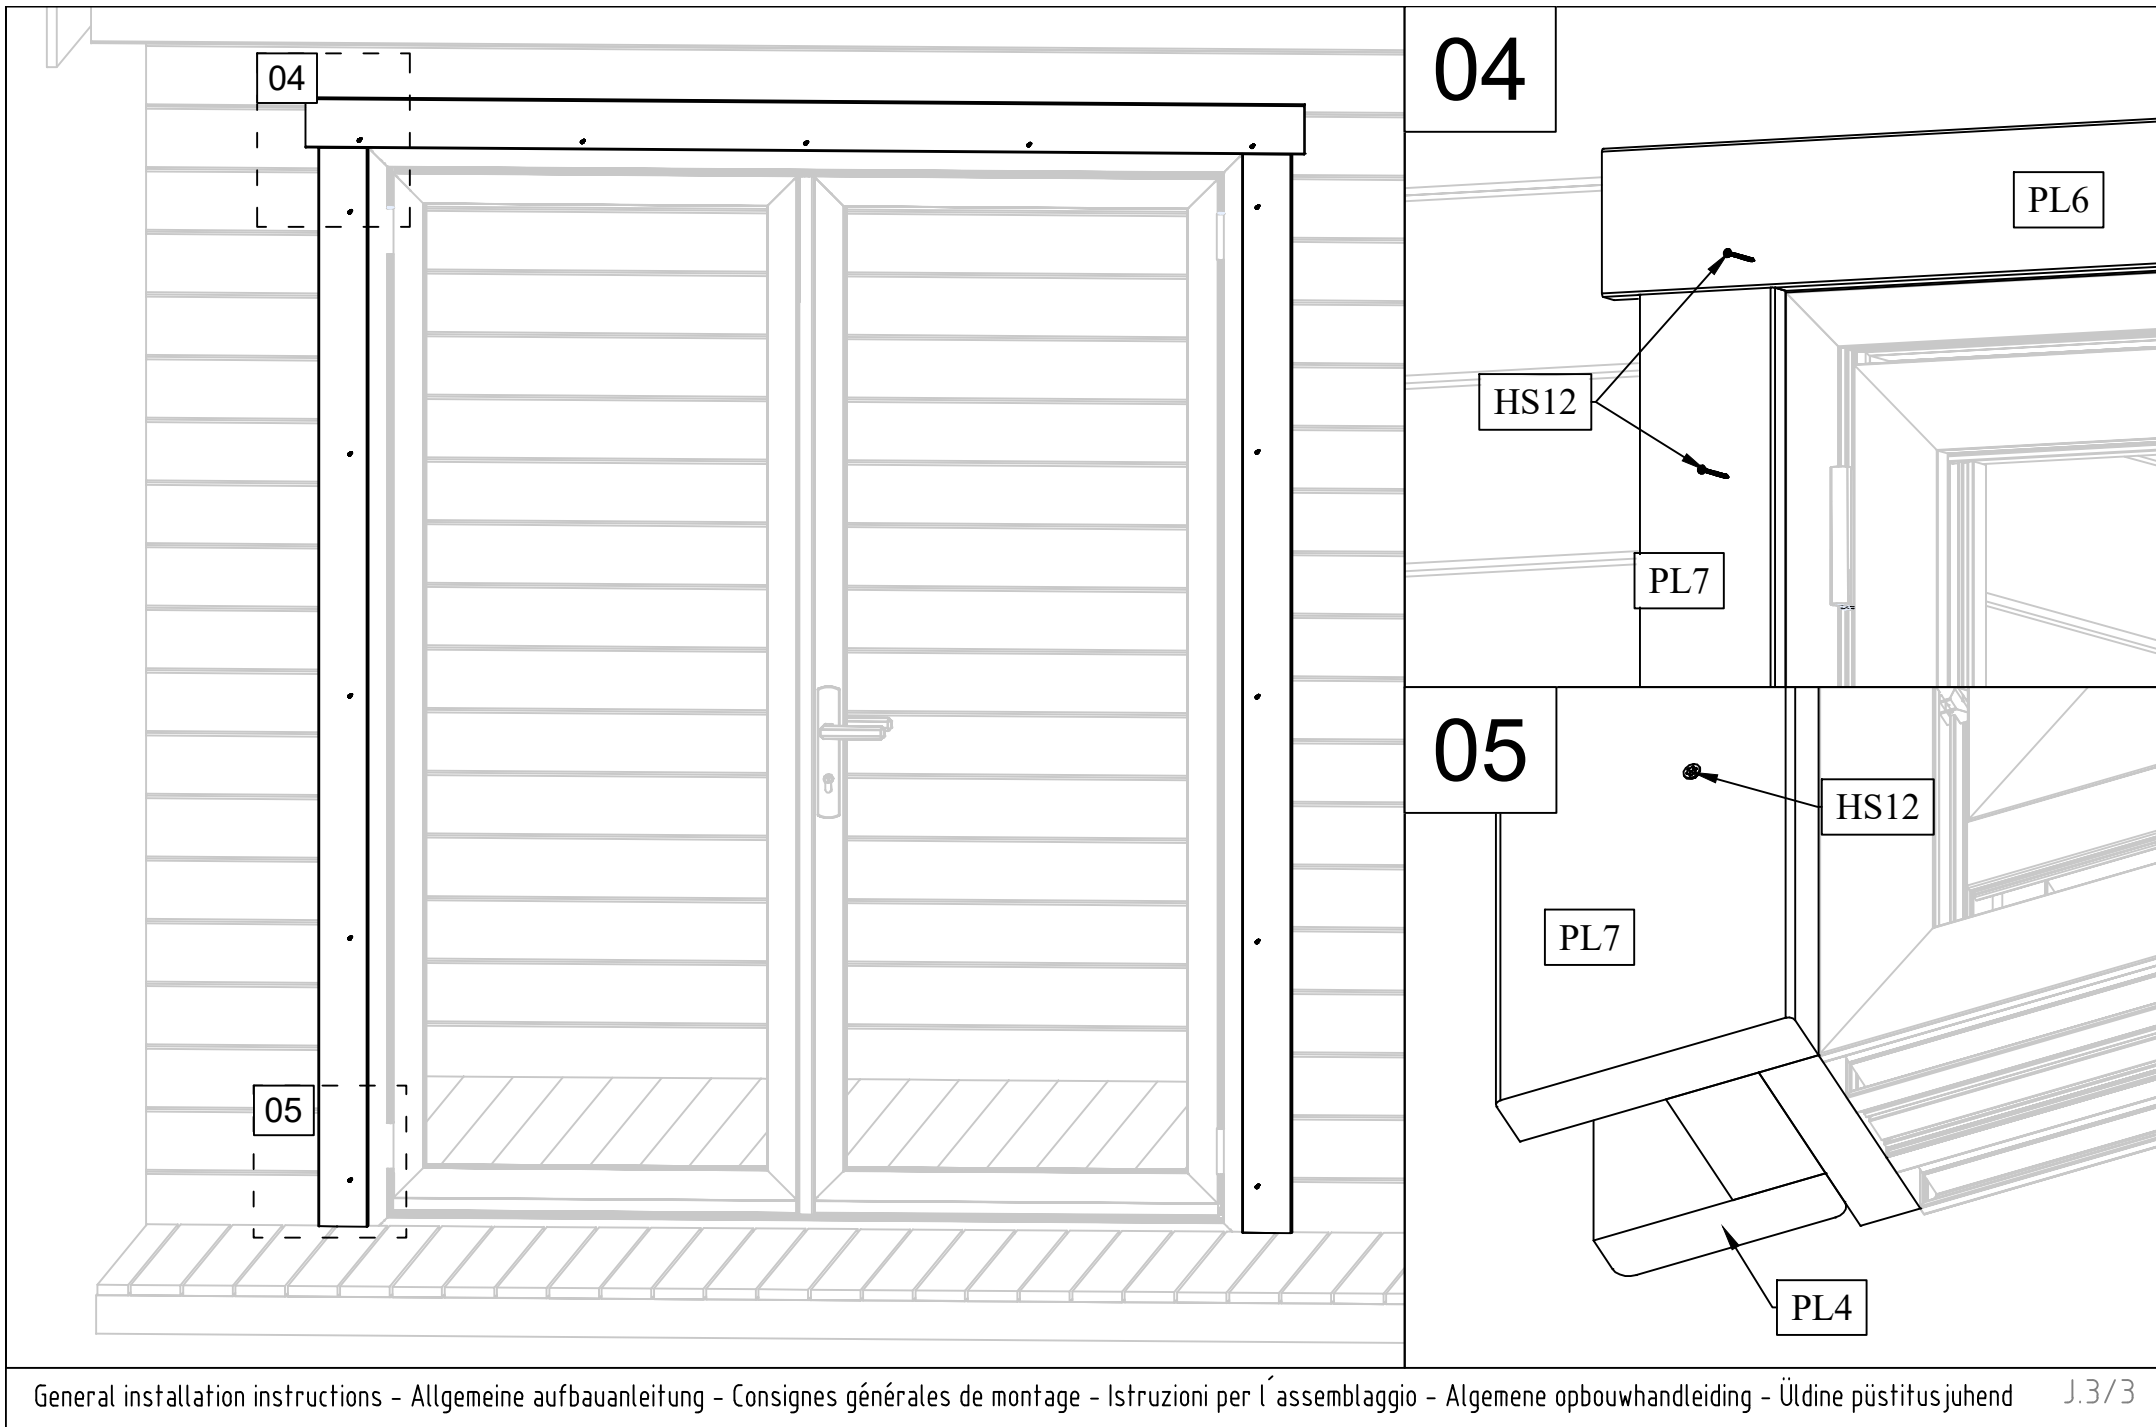 04
05
04
PL6
HS12
PL7
05
HS12
PL7
PL4
General installation instructions - Allgemeine aufbauanleitung - Consignes générales de montage - Istruzioni per l´assemblaggio - Algemene opbouwhandleiding - Üldine püstitusjuhend J.3/3